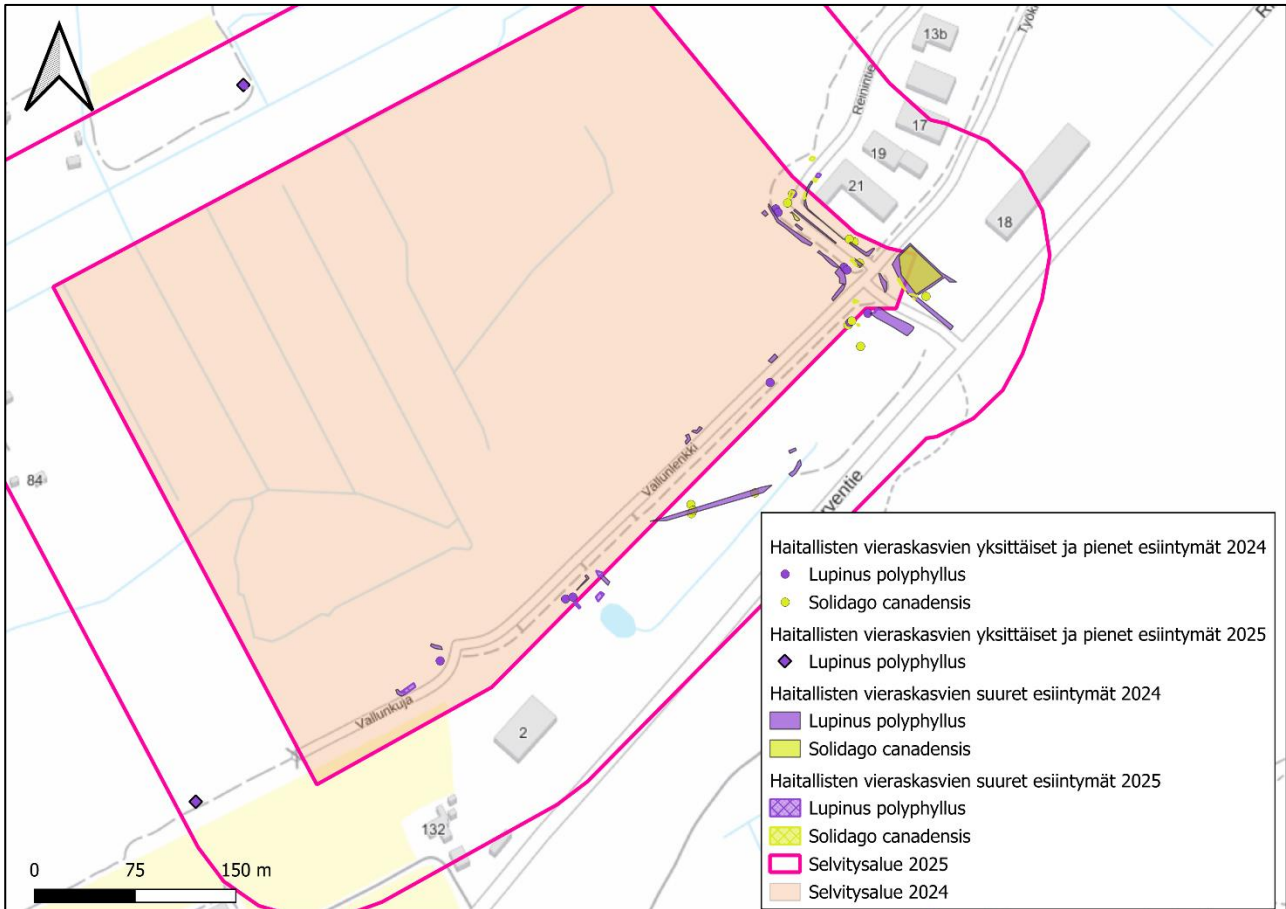 13b
Reinintie
17
19
21
18
84
Vallunlenkki
Vallunkuja
2
132
0 75 150 m
Haitallisten vieraskasvien yksittäiset ja pienet esiintymät 2024
Lupinus polyphyllus
Solidago canadensis
Haitallisten vieraskasvien yksittäiset ja pienet esiintymät 2025
Lupinus polyphyllus
Haitallisten vieraskasvien suuret esiintymät 2024
Lupinus polyphyllus
Solidago canadensis
Haitallisten vieraskasvien suuret esiintymät 2025
Lupinus polyphyllus
Solidago canadensis
Selvitysalue 2025
Selvitysalue 2024